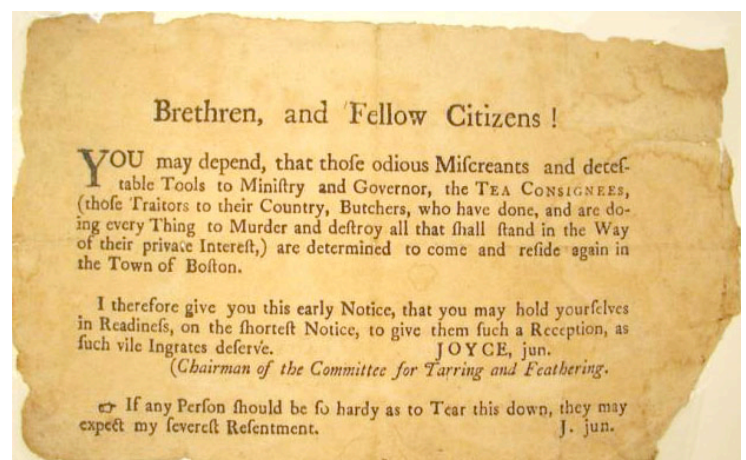 Brethren, and Fellow Citizens !
YOU may depend, that thoſe odious Miſcreants and deteſ-
table Tools to Miniſtry and Governor, the TEA CONSIGNEES,
(thoſe Traitors to their Country, Butchers, who have done, and are do-
ing every Thing to Murder and deſtroy all that ſhall ſtand in the Way
of their private Intereſt,) are determined to come and reſide again in
the Town of Boſton.
I therefore give you this early Notice, that you may hold yourſelves
in Readineſs, on the ſhorteſt Notice, to give them ſuch a Reception, as
ſuch vile Ingrates deſerve. JOYCE, jun.
(Chairman of the Committee for Tarring and Feathering.
☞ If any Perſon ſhould be ſo hardy as to Tear this down, they may
expect my ſevereſt Reſentment. J. jun.